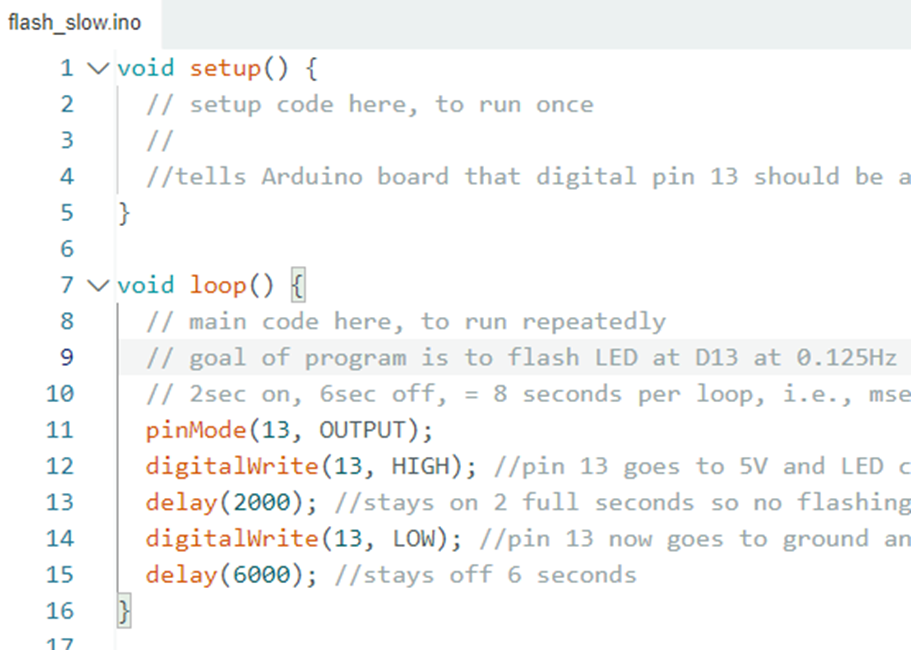 flash_slow.ino
1 void setup() {
2 // setup code here, to run once
3 //
4 //tells Arduino board that digital pin 13 should be a
5 }
6
7 void loop() {
8 // main code here, to run repeatedly
9 // goal of program is to flash LED at D13 at 0.125Hz
10 // 2sec on, 6sec off, = 8 seconds per loop, i.e., mse
11 pinMode(13, OUTPUT);
12 digitalWrite(13, HIGH); //pin 13 goes to 5V and LED c
13 delay(2000); //stays on 2 full seconds so no flashing
14 digitalWrite(13, LOW); //pin 13 now goes to ground an
15 delay(6000); //stays off 6 seconds
16 }
17